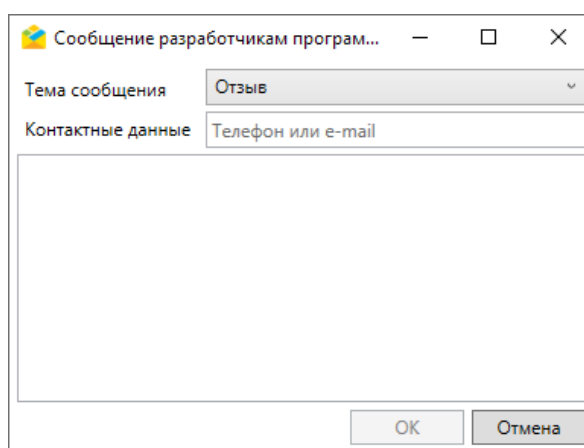 Сообщение разработчикам програм...
Тема сообщения
Отзыв
Контактные данные
Телефон или e-mail
OK
Отмена